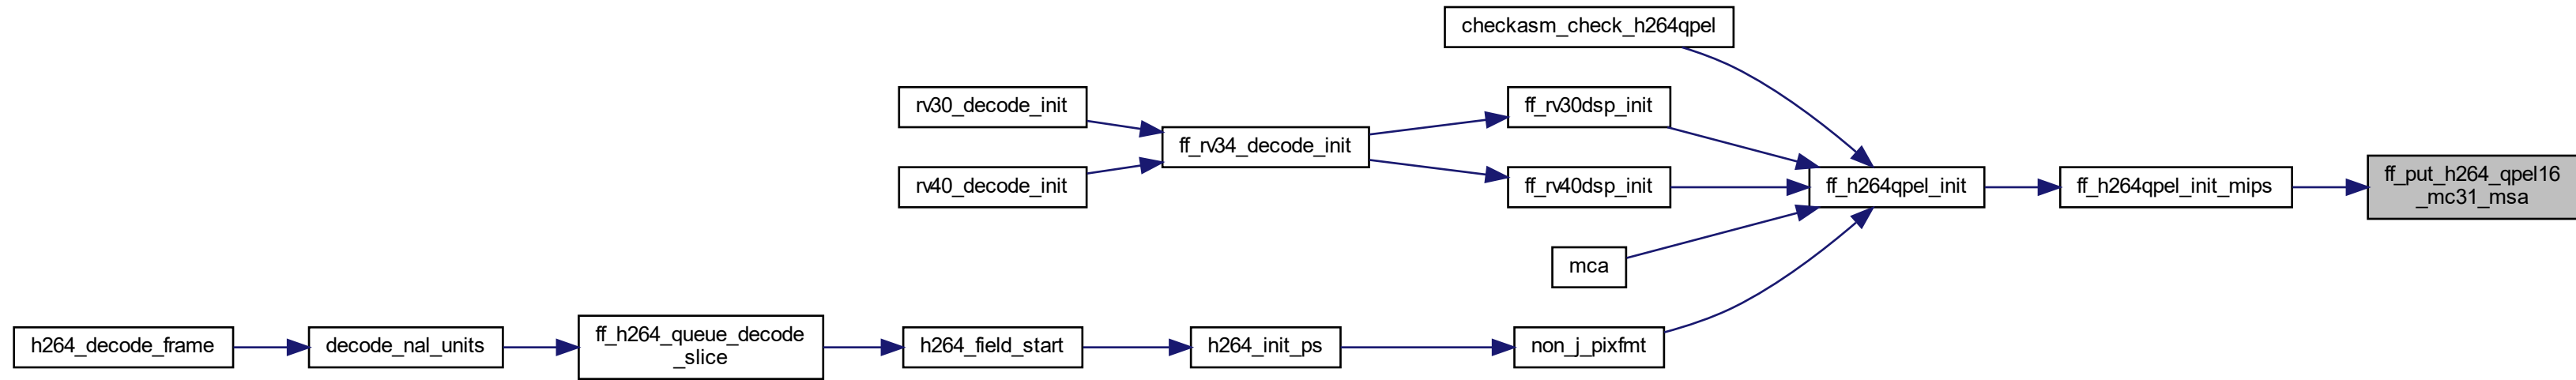 checkasm_check_h264qpel
rv30_decode_init
ff_rv30dsp_init
ff_rv34_decode_init
rv40_decode_init
ff_rv40dsp_init
ff_h264qpel_init
ff_h264qpel_init_mips
ff_put_h264_qpel16
_mc31_msa
mca
h264_decode_frame
decode_nal_units
ff_h264_queue_decode
_slice
h264_field_start
h264_init_ps
non_j_pixfmt